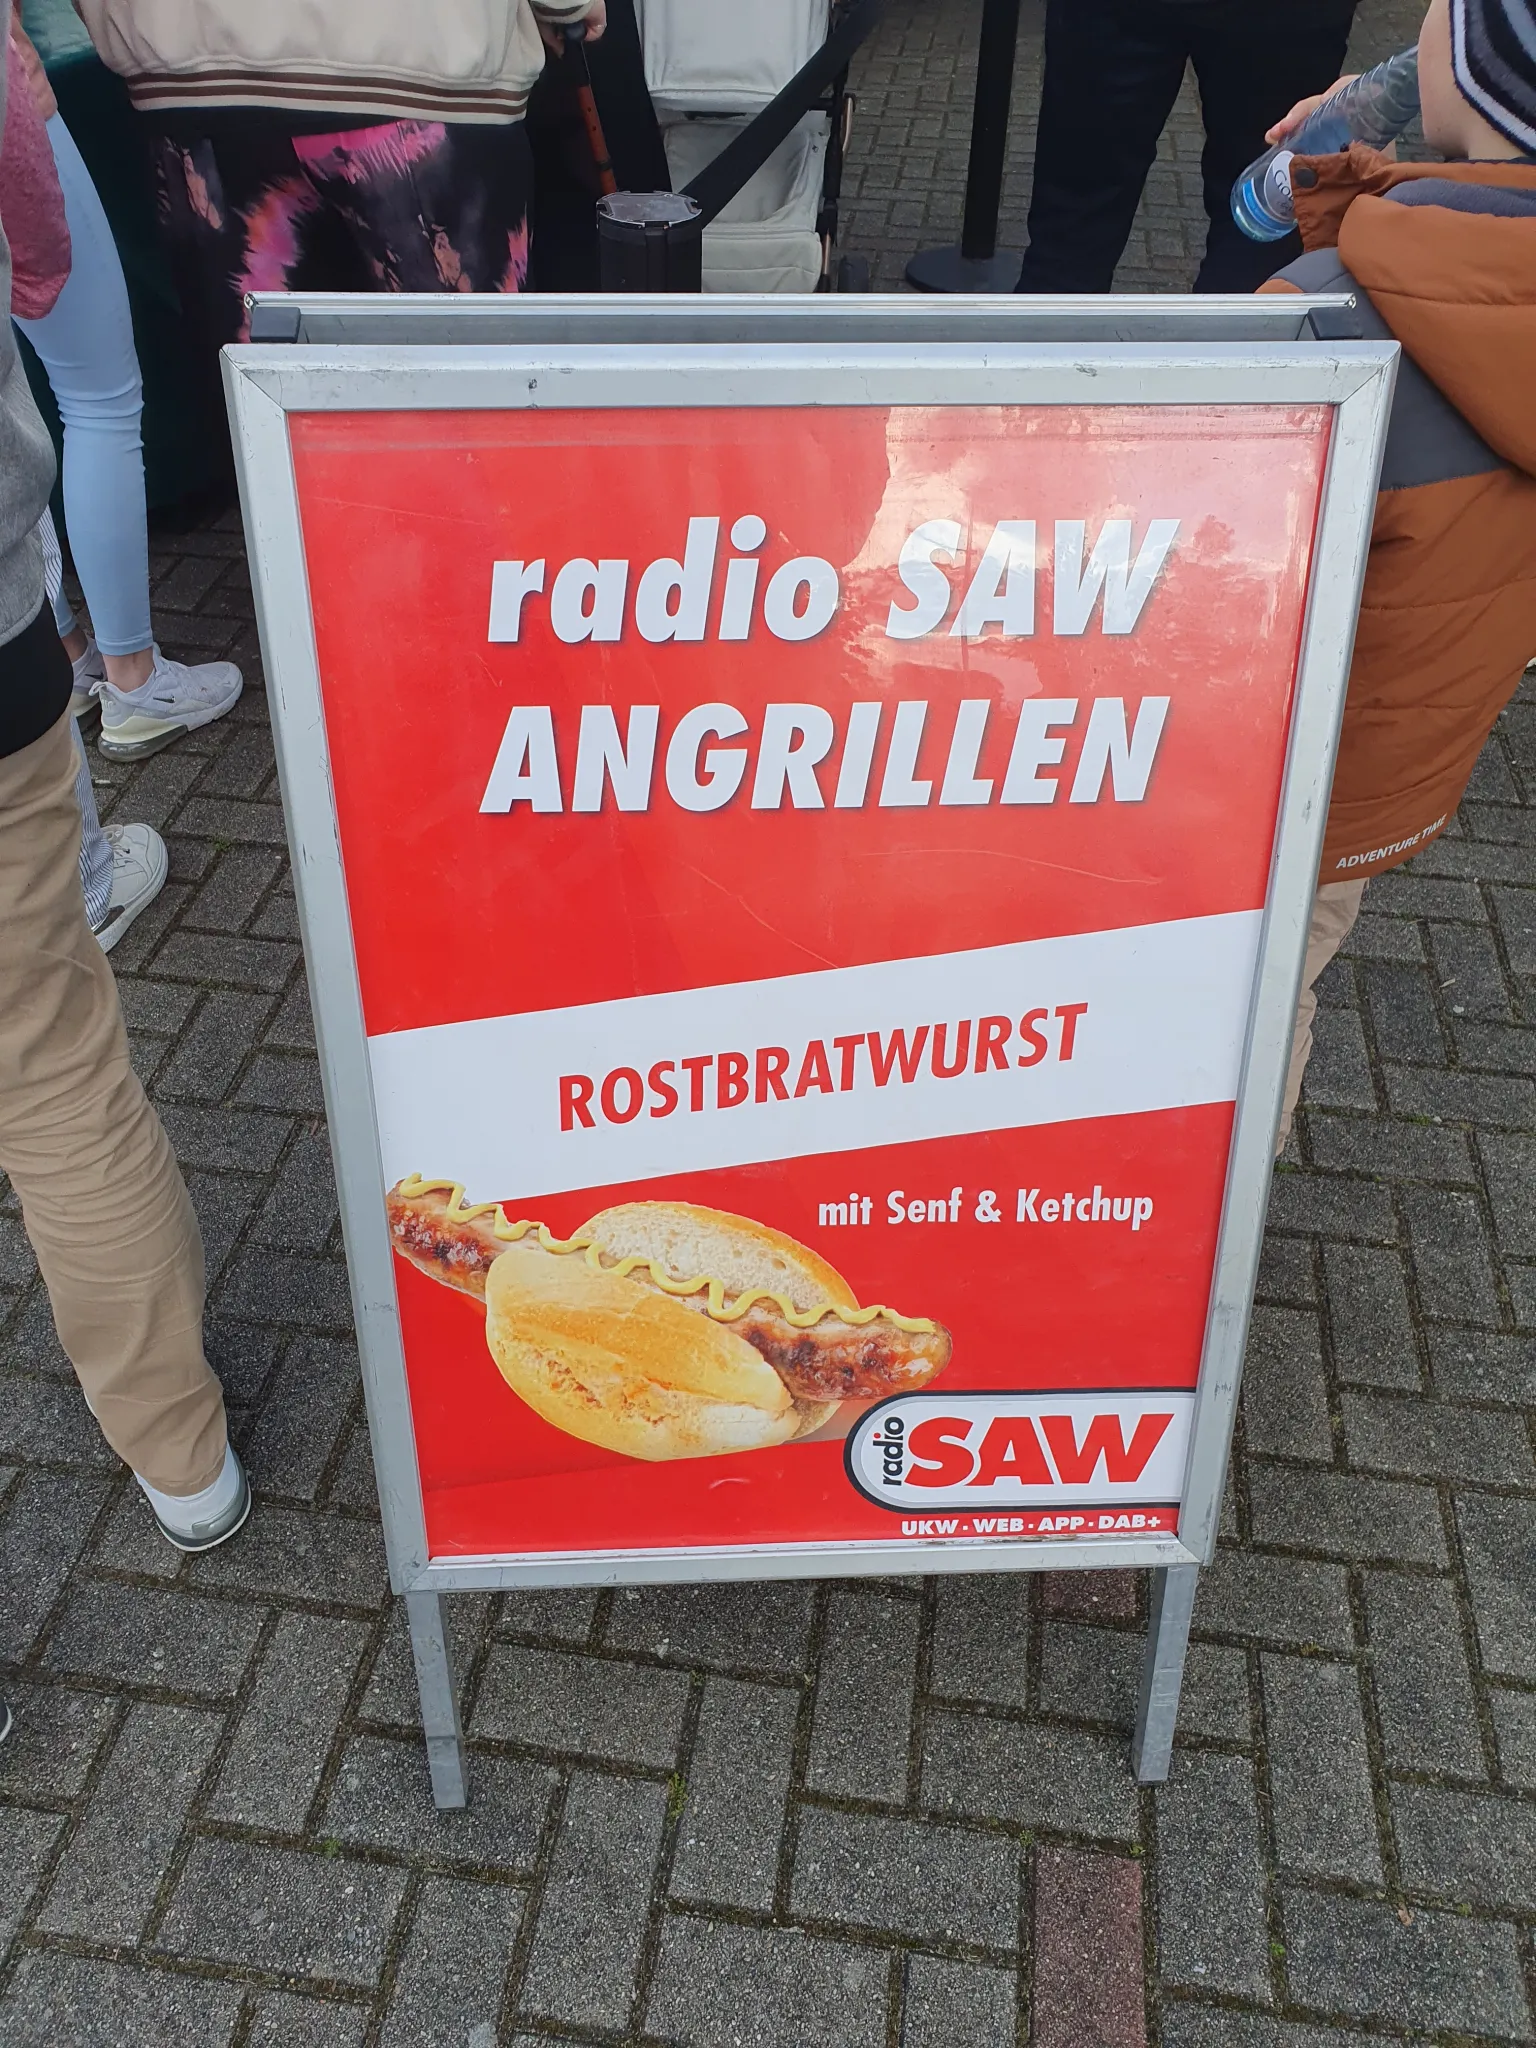 radio SAW
ANGRILLEN
ROSTBRATWURST
mit Senf & Ketchup
radio SAW
UKW · WEB · APP · DAB+
ADVENTURE TIME